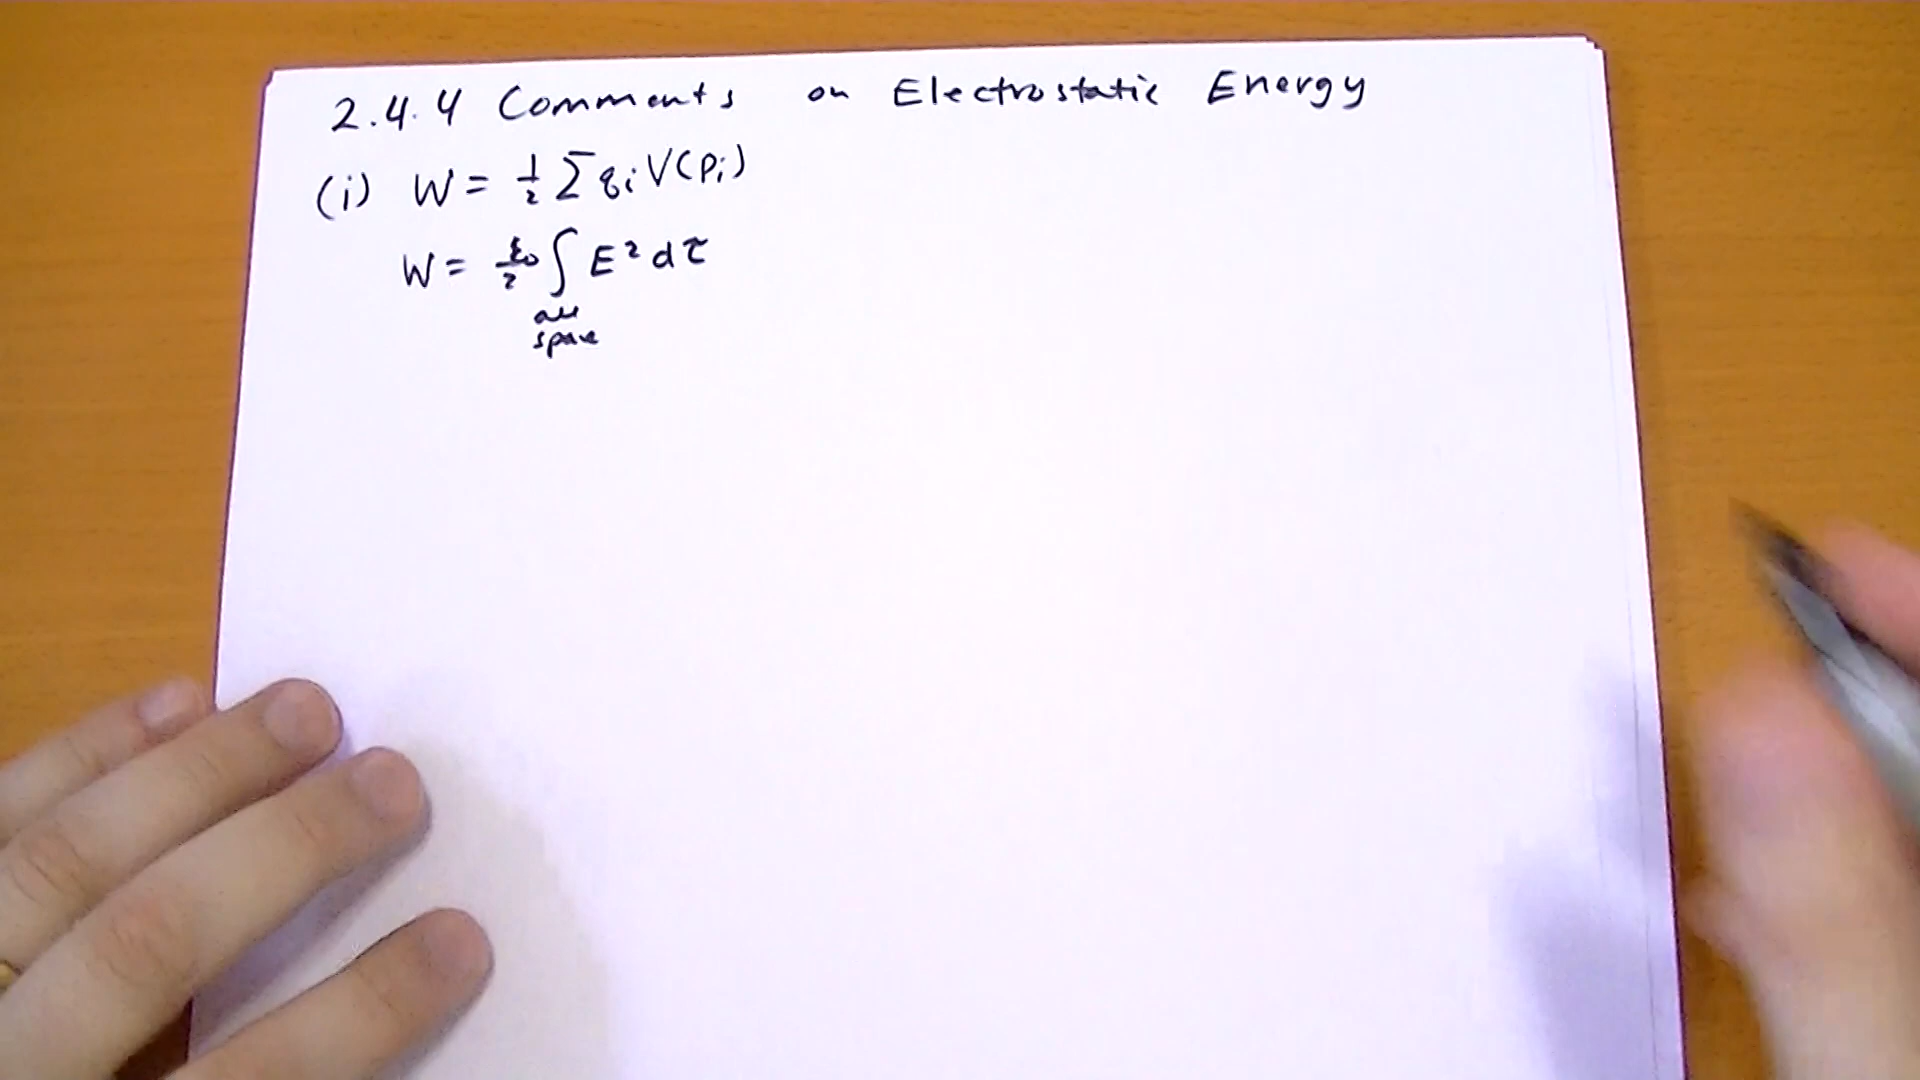 2.4.4 Comments on Electrostatic Energy
(i) W = 1/2 Σ qi V(Pi)
W = ε0/2 ∫ E² dτ
all
space